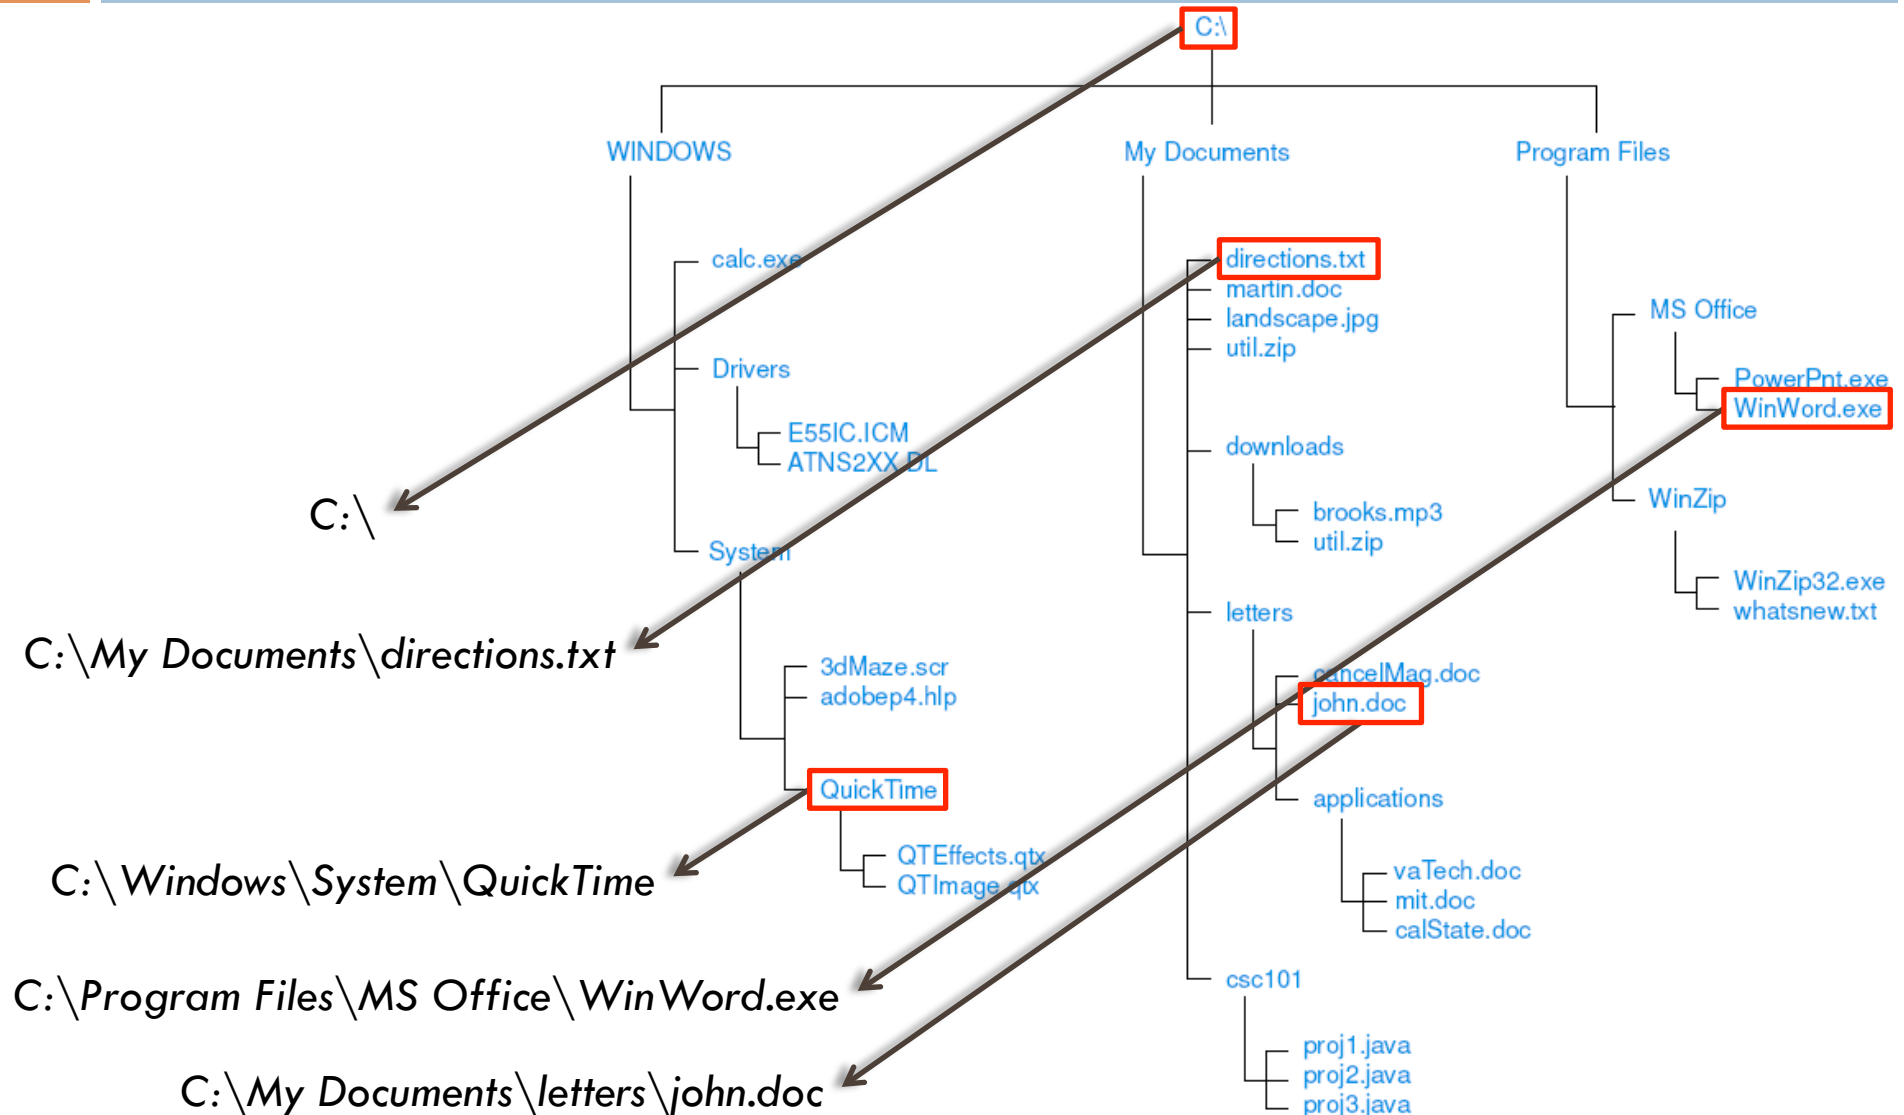 C:\
WINDOWS
My Documents
Program Files
calc.exe
Drivers
E55IC.ICM
ATNS2XX.DL
System
3dMaze.scr
adobep4.hlp
QuickTime
QTEffects.qtx
QTImage.qtx
directions.txt
martin.doc
landscape.jpg
util.zip
downloads
brooks.mp3
util.zip
letters
cancelMag.doc
john.doc
applications
vaTech.doc
mit.doc
calState.doc
csc101
proj1.java
proj2.java
proj3.java
MS Office
PowerPnt.exe
WinWord.exe
WinZip
WinZip32.exe
whatsnew.txt
C:\
C:\My Documents\directions.txt
C:\Windows\System\QuickTime
C:\Program Files\MS Office\WinWord.exe
C:\My Documents\letters\john.doc